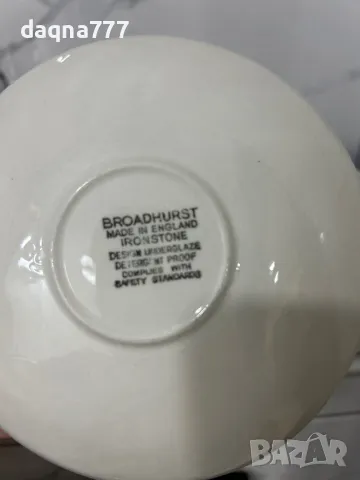 daqna777
BROADHURST
MADE IN ENGLAND
IRONSTONE
DESIGN UNDERGLAZE
DETERGENT PROOF
COMPLIES WITH
SAFETY STANDARDS
BAZAR